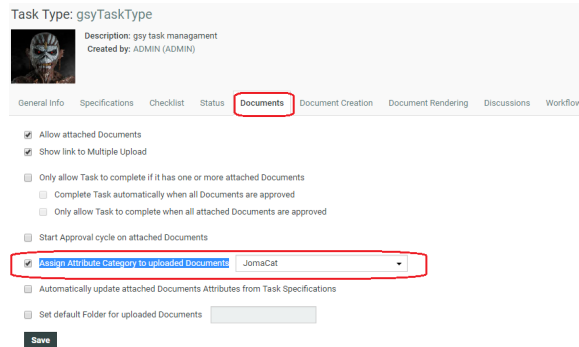 Task Type: gsyTaskType
Description: gsy task managament
Created by: ADMIN (ADMIN)
General Info Specifications Checklist Status Documents Document Creation Document Rendering Discussions Workflow
Allow attached Documents
Show link to Multiple Upload
Only allow Task to complete if it has one or more attached Documents
Complete Task automatically when all Documents are approved
Only allow Task to complete when all attached Documents are approved
Start Approval cycle on attached Documents
Assign Attribute Category to uploaded Documents JomaCat
Automatically update attached Documents Attributes from Task Specifications
Set default Folder for uploaded Documents
Save